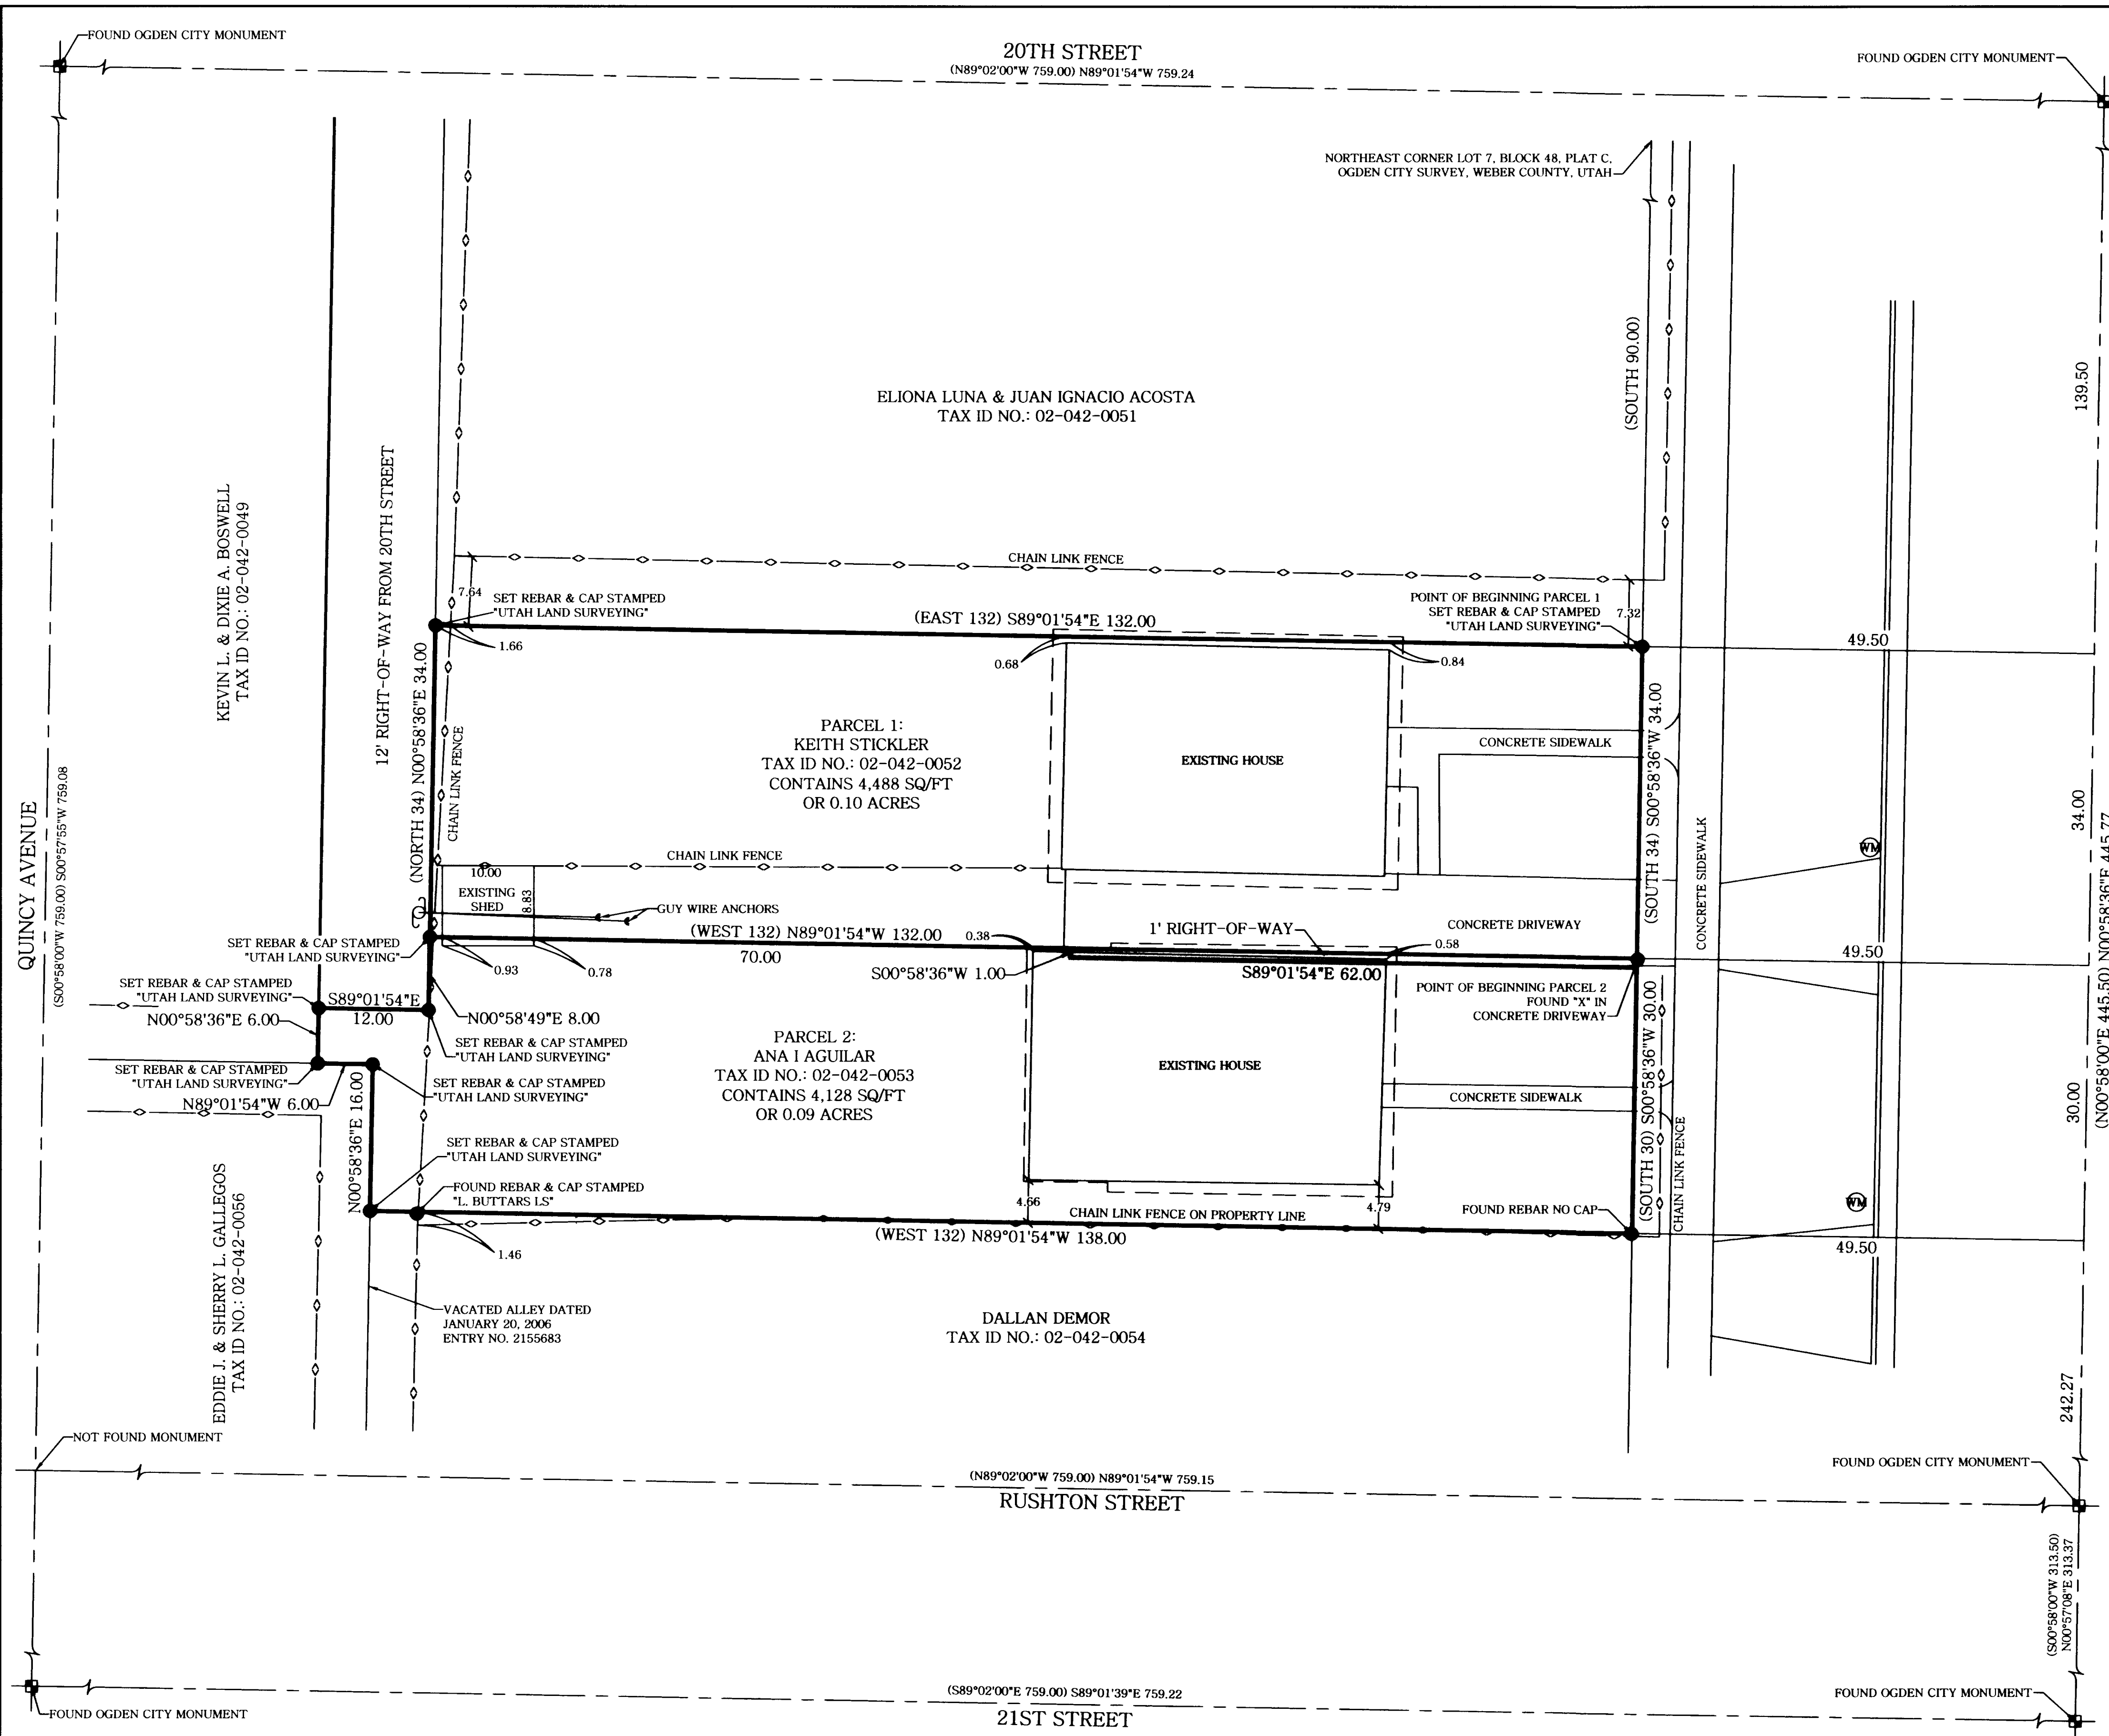 FOUND OGDEN CITY MONUMENT
20TH STREET
(N89°02'00"W 759.00) N89°01'54"W 759.24
FOUND OGDEN CITY MONUMENT
NORTHEAST CORNER LOT 7, BLOCK 48, PLAT C,
OGDEN CITY SURVEY, WEBER COUNTY, UTAH
(SOUTH 90.00)
139.50
ELIONA LUNA & JUAN IGNACIO ACOSTA
TAX ID NO.: 02-042-0051
KEVIN L. & DIXIE A. BOSWELL
TAX ID NO.: 02-042-0049
12' RIGHT-OF-WAY FROM 20TH STREET
CHAIN LINK FENCE
7.64
SET REBAR & CAP STAMPED
"UTAH LAND SURVEYING"
(EAST 132) S89°01'54"E 132.00
POINT OF BEGINNING PARCEL 1
SET REBAR & CAP STAMPED
"UTAH LAND SURVEYING"
7.32
49.50
1.66
0.68
0.84
(NORTH 34) N00°58'36"E 34.00
CHAIN LINK FENCE
PARCEL 1:
KEITH STICKLER
TAX ID NO.: 02-042-0052
CONTAINS 4,488 SQ/FT
OR 0.10 ACRES
EXISTING HOUSE
CONCRETE SIDEWALK
(SOUTH 34) S00°58'36"W 34.00
CONCRETE SIDEWALK
34.00
(N00°58'00"E 445.50) N00°58'36"E 445.77
QUINCY AVENUE
(S00°58'00"W 759.00) S00°57'55"W 759.08
WM
CHAIN LINK FENCE
10.00
EXISTING
SHED
8.83
GUY WIRE ANCHORS
(WEST 132) N89°01'54"W 132.00
0.38
1' RIGHT-OF-WAY
CONCRETE DRIVEWAY
0.58
49.50
SET REBAR & CAP STAMPED
"UTAH LAND SURVEYING"
0.93
0.78
70.00
S00°58'36"W 1.00
S89°01'54"E 62.00
SET REBAR & CAP STAMPED
"UTAH LAND SURVEYING"
POINT OF BEGINNING PARCEL 2
FOUND "X" IN
CONCRETE DRIVEWAY
S89°01'54"E
12.00
N00°58'36"E 6.00
N00°58'49"E 8.00
SET REBAR & CAP STAMPED
"UTAH LAND SURVEYING"
PARCEL 2:
ANA I AGUILAR
TAX ID NO.: 02-042-0053
CONTAINS 4,128 SQ/FT
OR 0.09 ACRES
EXISTING HOUSE
CONCRETE SIDEWALK
(SOUTH 30) S00°58'36"W 30.00
CHAIN LINK FENCE
30.00
SET REBAR & CAP STAMPED
"UTAH LAND SURVEYING"
SET REBAR & CAP STAMPED
"UTAH LAND SURVEYING"
N89°01'54"W 6.00
N00°58'36"E 16.00
SET REBAR & CAP STAMPED
"UTAH LAND SURVEYING"
FOUND REBAR & CAP STAMPED
"L. BUTTARS LS"
4.66
CHAIN LINK FENCE ON PROPERTY LINE
4.79
FOUND REBAR NO CAP
WM
49.50
(WEST 132) N89°01'54"W 138.00
1.46
EDDIE J. & SHERRY L. GALLEGOS
TAX ID NO.: 02-042-0056
VACATED ALLEY DATED
JANUARY 20, 2006
ENTRY NO. 2155683
DALLAN DEMOR
TAX ID NO.: 02-042-0054
242.27
NOT FOUND MONUMENT
(N89°02'00"W 759.00) N89°01'54"W 759.15
RUSHTON STREET
FOUND OGDEN CITY MONUMENT
(S00°58'00"W 313.50)
N00°57'08"E 313.37
FOUND OGDEN CITY MONUMENT
(S89°02'00"E 759.00) S89°01'39"E 759.22
21ST STREET
FOUND OGDEN CITY MONUMENT